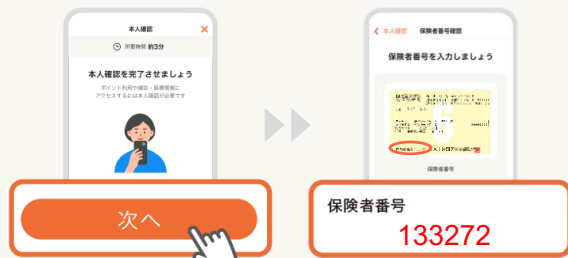 本人確認
所要時間 約3分
本人確認を完了させましょう
ポイント利用や健診・医療情報に
アクセスするには本人確認が必要です
次へ
本人確認 保険者番号確認
保険者番号を入力しましょう
保険者番号
保険者番号
133272